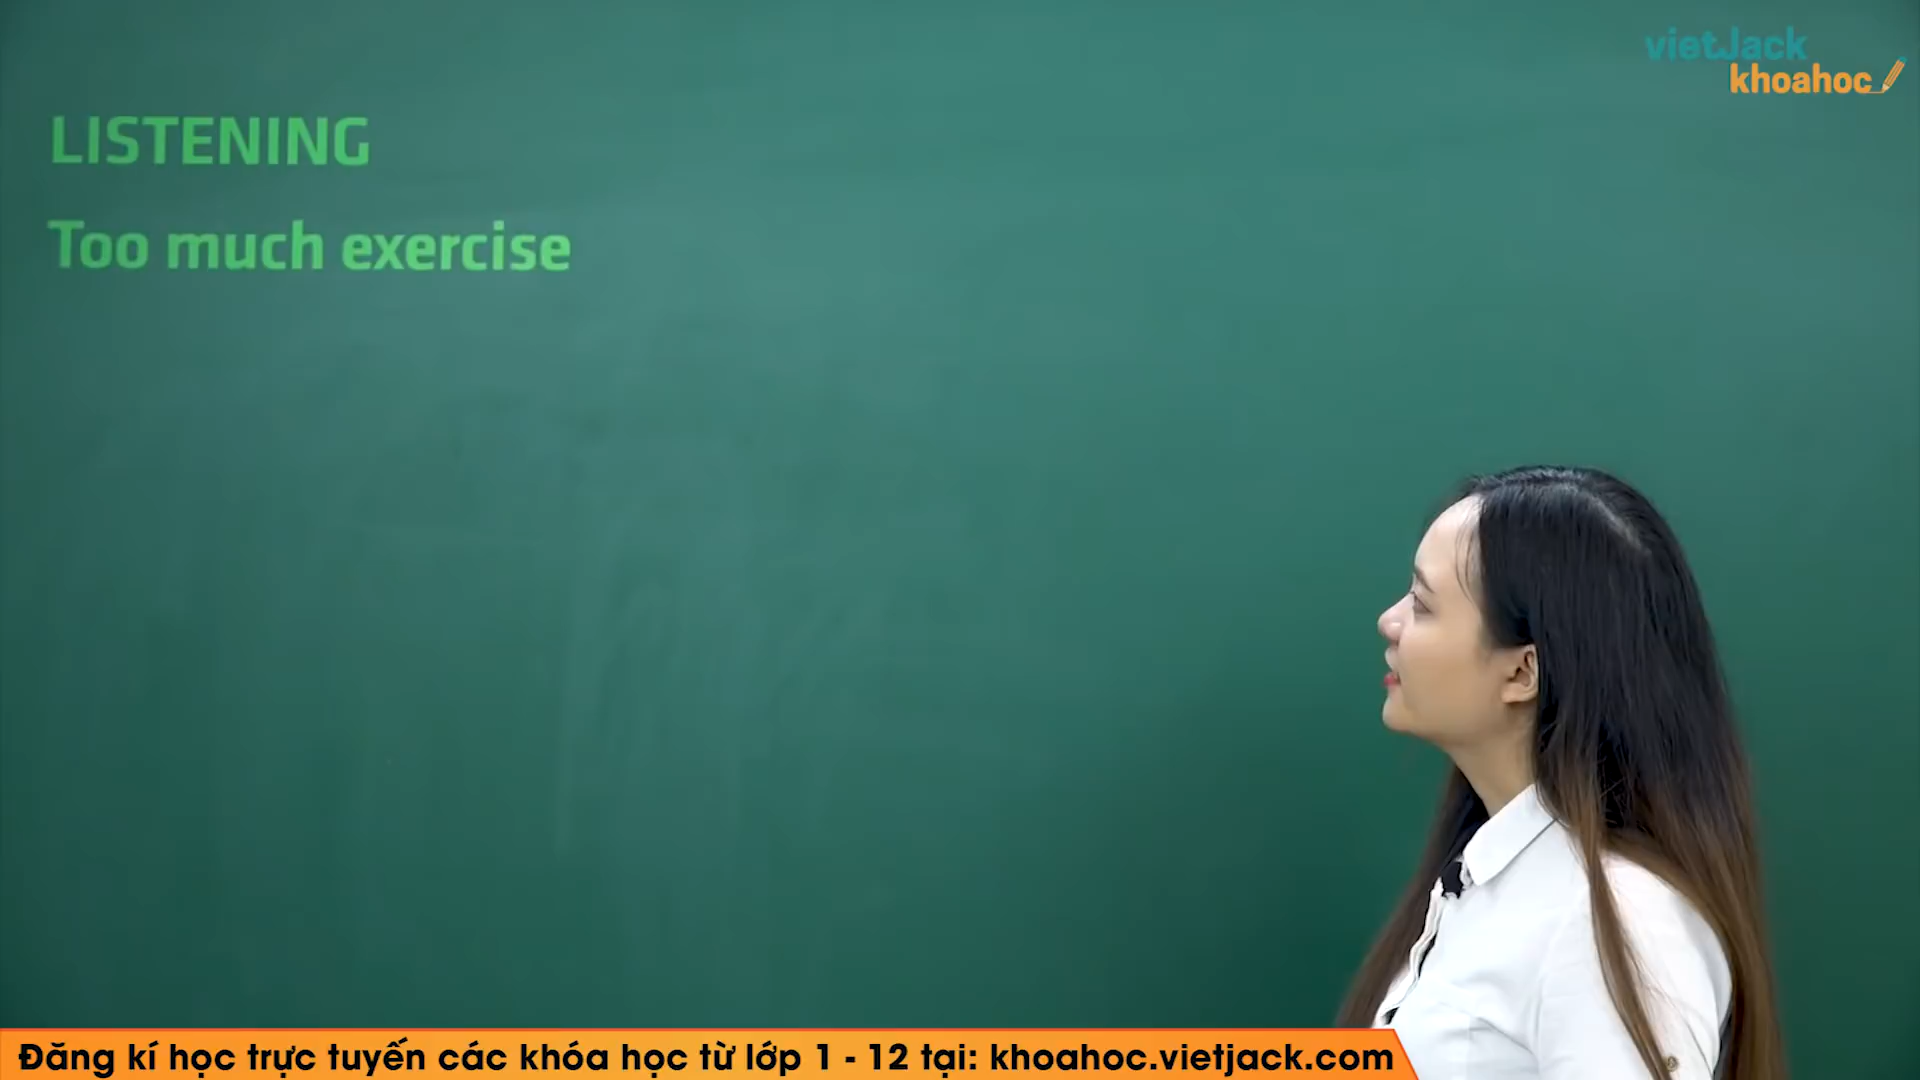 vietJack
khoahoc
LISTENING
Too much exercise
Đăng kí học trực tuyến các khóa học từ lớp 1 - 12 tại: khoahoc.vietjack.com